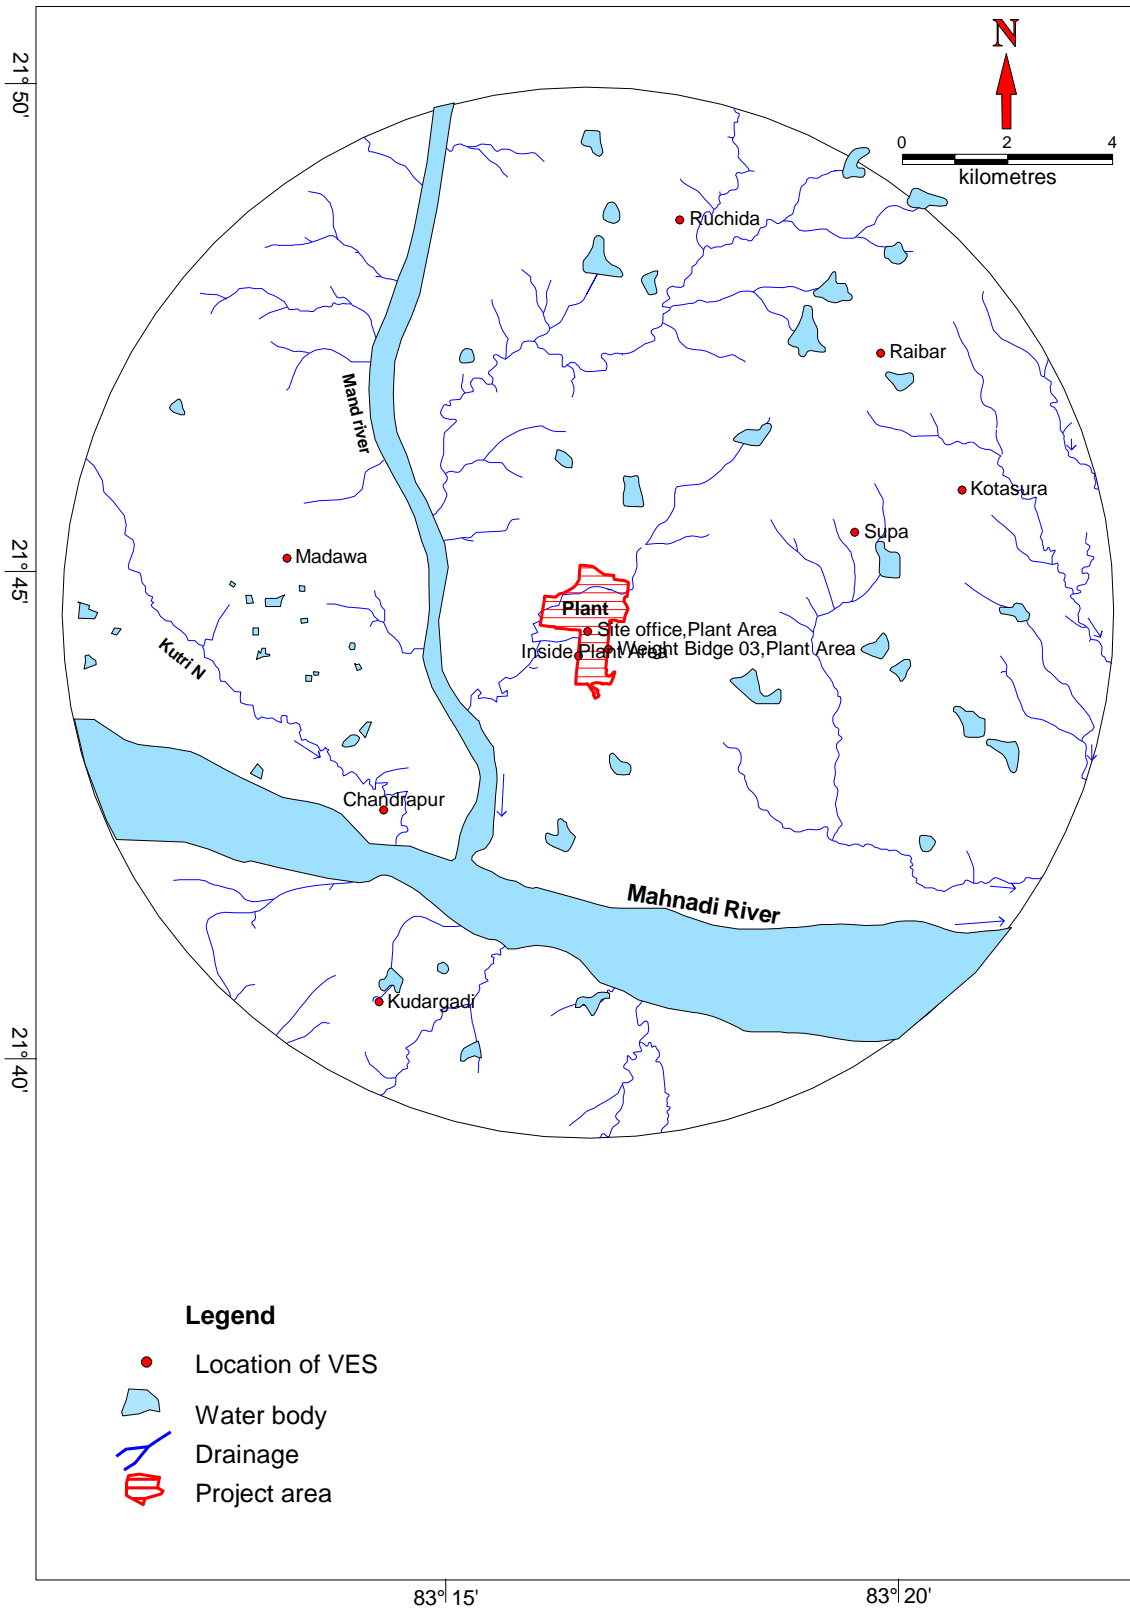 N
21° 50'
0 2 4
kilometres
Ruchida
Raibar
Mand river
Kotasura
Supa
Madawa
21° 45'
Plant
Site office,Plant Area
Inside Plant Area
Weight Bidge 03,Plant Area
Kutri N
Chandrapur
Mahnadi River
Kudargadi
21° 40'
Legend
Location of VES
Water body
Drainage
Project area
83° 15'
83° 20'